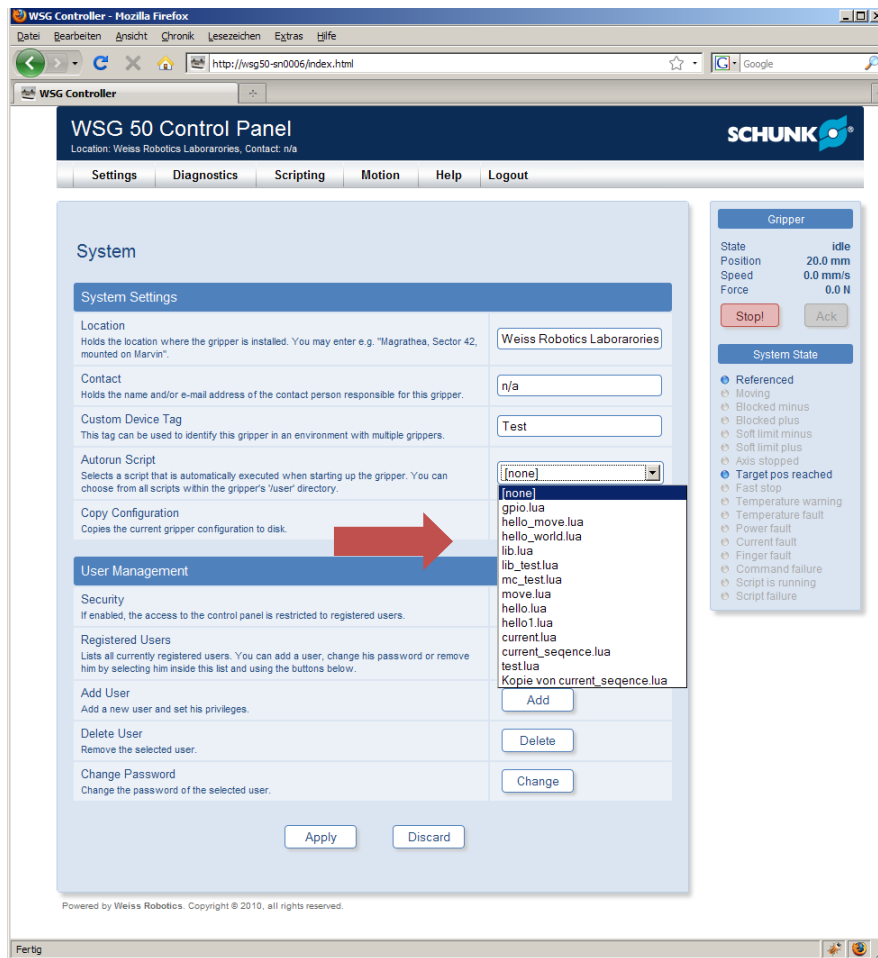 WSG Controller - Mozilla Firefox
Datei Bearbeiten Ansicht Chronik Lesezeichen Extras Hilfe
http://wsg50-sn0006/index.html
Google
WSG Controller
WSG 50 Control Panel
Location: Weiss Robotics Laborarories, Contact: n/a
SCHUNK
Settings Diagnostics Scripting Motion Help Logout
System
System Settings
Location
Holds the location where the gripper is installed. You may enter e.g. "Magrathea, Sector 42,
mounted on Marvin".
Weiss Robotics Laborarories
Contact
Holds the name and/or e-mail address of the contact person responsible for this gripper.
n/a
Custom Device Tag
This tag can be used to identify this gripper in an environment with multiple grippers.
Test
Autorun Script
Selects a script that is automatically executed when starting up the gripper. You can
choose from all scripts within the gripper's '/user' directory.
[none]
[none]
gpio.lua
hello_move.lua
hello_world.lua
lib.lua
lib_test.lua
mc_test.lua
move.lua
hello.lua
hello1.lua
current.lua
current_seqence.lua
test.lua
Kopie von current_seqence.lua
Copy Configuration
Copies the current gripper configuration to disk.
User Management
Security
If enabled, the access to the control panel is restricted to registered users.
Registered Users
Lists all currently registered users. You can add a user, change his password or remove
him by selecting him inside this list and using the buttons below.
Add User
Add a new user and set his privileges.
Add
Delete User
Remove the selected user.
Delete
Change Password
Change the password of the selected user.
Change
Apply Discard
Gripper
State idle
Position 20.0 mm
Speed 0.0 mm/s
Force 0.0 N
Stop! Ack
System State
Referenced
Moving
Blocked minus
Blocked plus
Soft limit minus
Soft limit plus
Axis stopped
Target pos reached
Fast stop
Temperature warning
Temperature fault
Power fault
Current fault
Finger fault
Command failure
Script is running
Script failure
Powered by Weiss Robotics. Copyright © 2010, all rights reserved.
Fertig